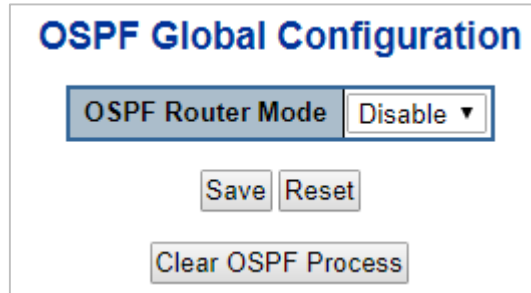 OSPF Global Configuration
OSPF Router Mode Disable
Save Reset
Clear OSPF Process